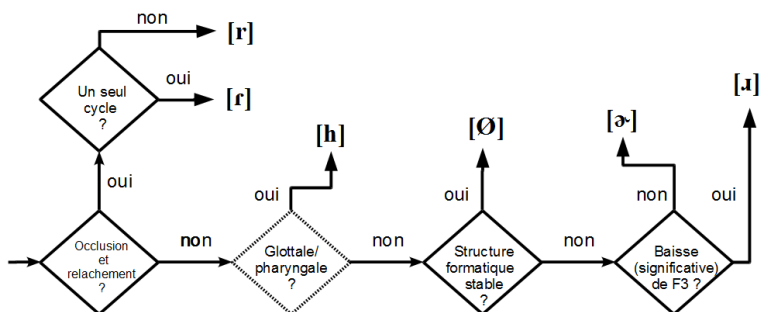 non
[r]
Un seul
cycle
?
oui
[ɾ]
oui
[h]
[Ø]
[ɚ]
[ɹ]
oui
oui
non
oui
Occlusion
et
relachement
?
non
Glottale/
pharyngale
?
non
Structure
formatique
stable
?
non
Baisse
(significative)
de F3 ?